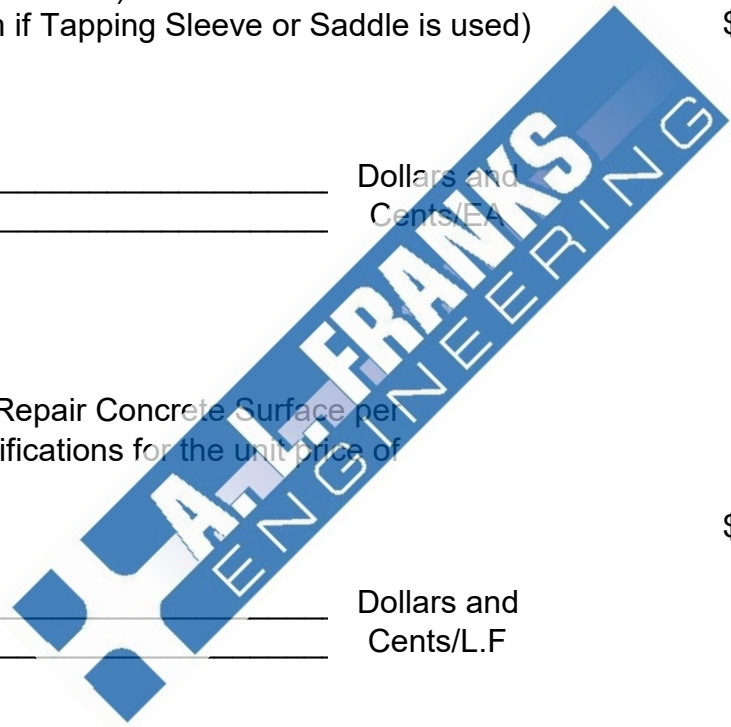 if Tapping Sleeve or Saddle is used)
$
Dollars and
Cents/EA
A. L. FRANKS
ENGINEERING
Repair Concrete Surface per
ifications for the unit price of
$
Dollars and
Cents/L.F